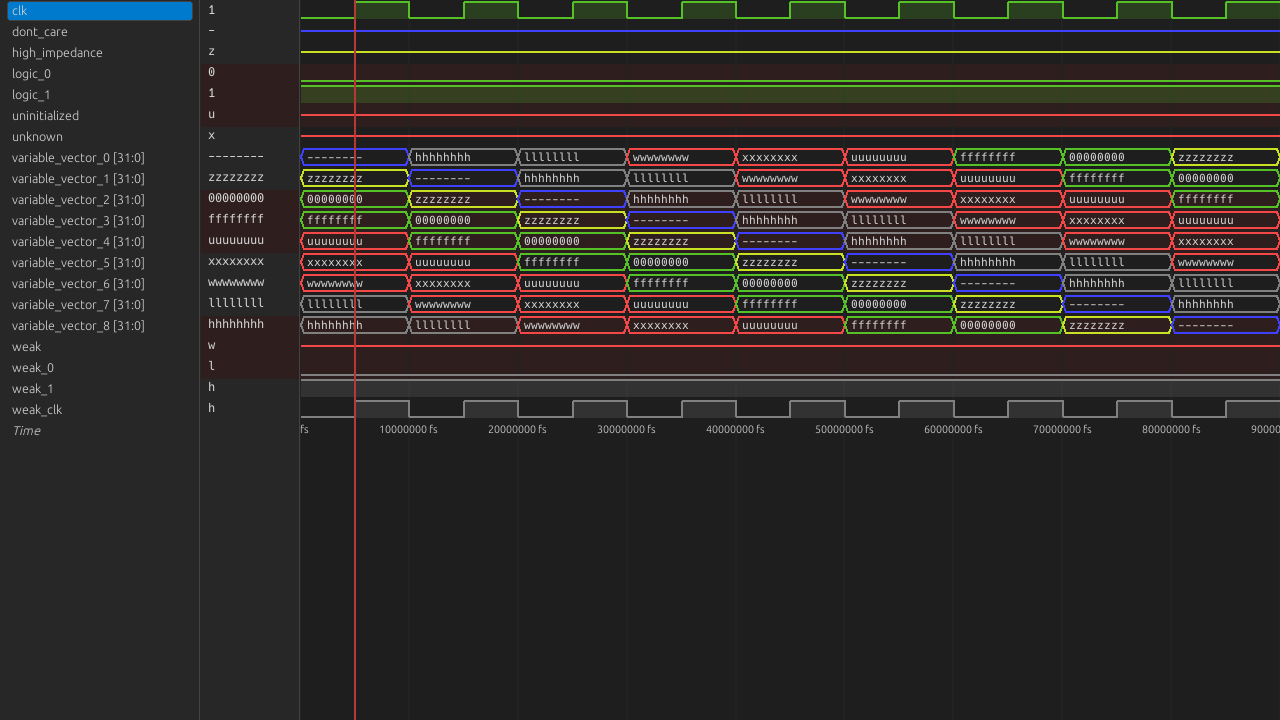 clk 1
dont_care -
high_impedance z
logic_0 0
logic_1 1
uninitialized u
unknown x
variable_vector_0 [31:0] -------- -------- hhhhhhhh llllllll wwwwwwww xxxxxxxx uuuuuuuu ffffffff 00000000 zzzzzzzz
variable_vector_1 [31:0] zzzzzzzz zzzzzzzz -------- hhhhhhhh llllllll wwwwwwww xxxxxxxx uuuuuuuu ffffffff 00000000
variable_vector_2 [31:0] 00000000 00000000 zzzzzzzz -------- hhhhhhhh llllllll wwwwwwww xxxxxxxx uuuuuuuu ffffffff
variable_vector_3 [31:0] ffffffff ffffffff 00000000 zzzzzzzz -------- hhhhhhhh llllllll wwwwwwww xxxxxxxx uuuuuuuu
variable_vector_4 [31:0] uuuuuuuu uuuuuuuu ffffffff 00000000 zzzzzzzz -------- hhhhhhhh llllllll wwwwwwww xxxxxxxx
variable_vector_5 [31:0] xxxxxxxx xxxxxxxx uuuuuuuu ffffffff 00000000 zzzzzzzz -------- hhhhhhhh llllllll wwwwwwww
variable_vector_6 [31:0] wwwwwwww wwwwwwww xxxxxxxx uuuuuuuu ffffffff 00000000 zzzzzzzz -------- hhhhhhhh llllllll
variable_vector_7 [31:0] llllllll llllllll wwwwwwww xxxxxxxx uuuuuuuu ffffffff 00000000 zzzzzzzz -------- hhhhhhhh
variable_vector_8 [31:0] hhhhhhhh hhhhhhhh llllllll wwwwwwww xxxxxxxx uuuuuuuu ffffffff 00000000 zzzzzzzz --------
weak w
weak_0 l
weak_1 h
weak_clk h
Time fs 10000000 fs 20000000 fs 30000000 fs 40000000 fs 50000000 fs 60000000 fs 70000000 fs 80000000 fs 90000